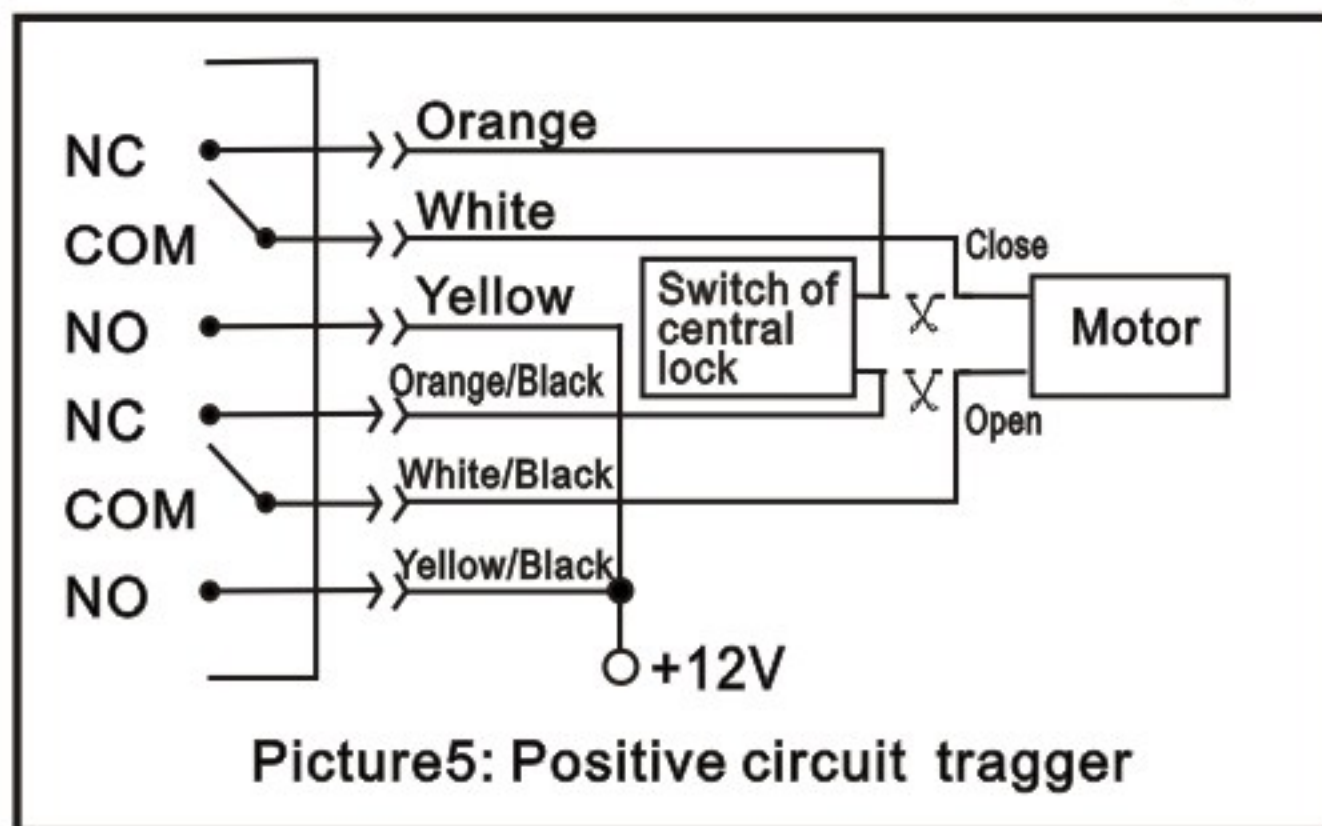 NC
Orange
COM
White
Close
NO
Yellow
Switch of
central
lock
Motor
NC
Orange/Black
Open
COM
White/Black
NO
Yellow/Black
+12V
Picture5: Positive circuit tragger